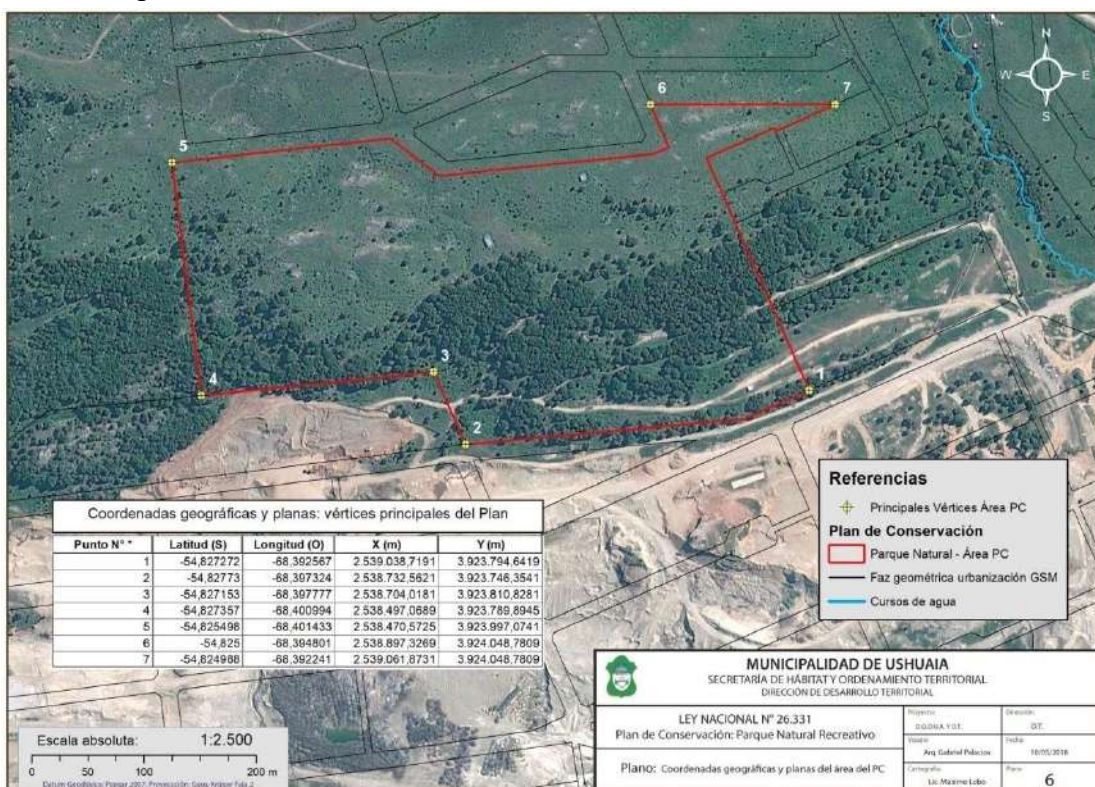 N
W E
S
6
7
5
3
4
1
2
Referencias
Principales Vértices Área PC
Plan de Conservación
Parque Natural - Área PC
Faz geométrica urbanización GSM
Cursos de agua
Coordenadas geográficas y planas: vértices principales del Plan
Punto N° * Latitud (S) Longitud (O) X (m) Y (m)
1 -54,827272 -68,392567 2.539.038,7191 3.923.794,6419
2 -54,82773 -68,397324 2.538.732,5621 3.923.746,3541
3 -54,827153 -68,397777 2.538.704,0181 3.923.810,8281
4 -54,827357 -68,400994 2.538.497,0689 3.923.789,8945
5 -54,825498 -68,401433 2.538.470,5725 3.923.997,0741
6 -54,825 -68,394801 2.538.897,3269 3.924.048,7809
7 -54,824988 -68,392241 2.539.061,8731 3.924.048,7809
Escala absoluta: 1:2.500
0 50 100 200 m
MUNICIPALIDAD DE USHUAIA
SECRETARÍA DE HÁBITAT Y ORDENAMIENTO TERRITORIAL
DIRECCIÓN DE DESARROLLO TERRITORIAL
LEY NACIONAL N° 26.331
Plan de Conservación: Parque Natural Recreativo
Plano: Coordenadas geográficas y planas del área del PC
Dirección:
D.T.
Arq. Gabriel Palacios
Fecha:
10/05/2018
Cartografía:
Lic. Máximo Lobo
Plano:
6